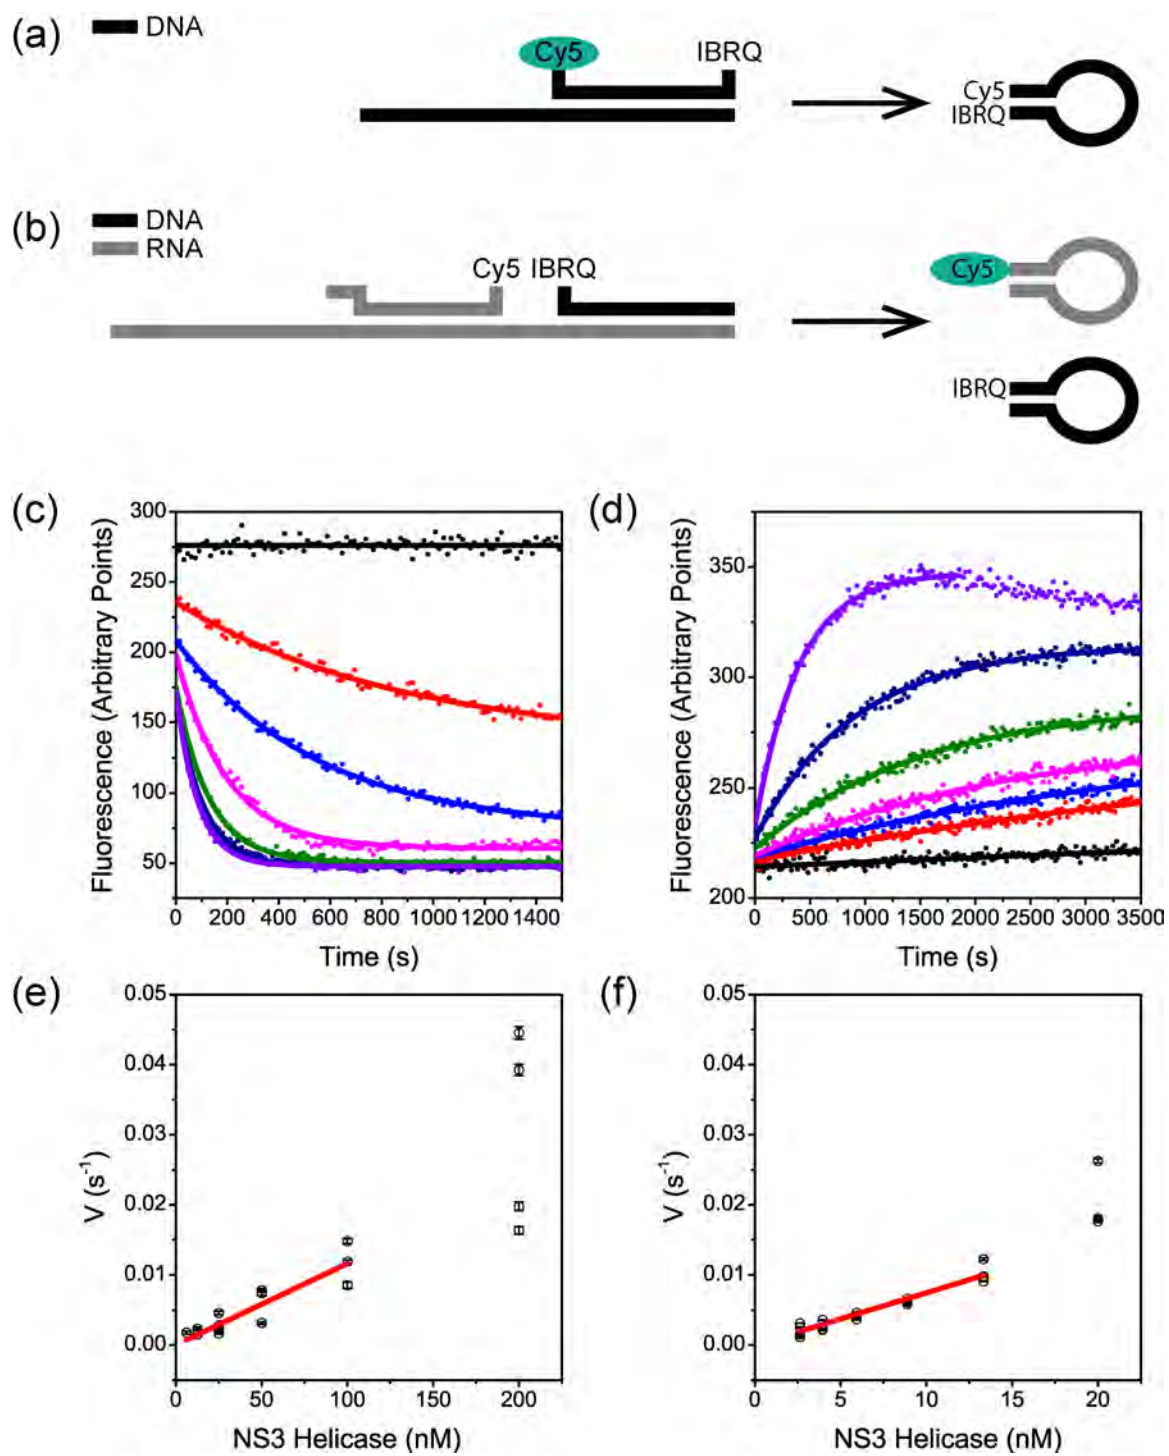 (a) DNA
Cy5 IBRQ
Cy5
IBRQ
(b) DNA
RNA
Cy5 IBRQ
Cy5
IBRQ
(c)
Fluorescence (Arbitrary Points)
300
250
200
150
100
50
0 200 400 600 800 1000 1200 1400
Time (s)
(d)
Fluorescence (Arbitrary Points)
350
300
250
200
0 500 1000 1500 2000 2500 3000 3500
Time (s)
(e)
V (s⁻¹)
0.05
0.04
0.03
0.02
0.01
0.00
0 50 100 150 200
NS3 Helicase (nM)
(f)
V (s⁻¹)
0.05
0.04
0.03
0.02
0.01
0.00
0 5 10 15 20
NS3 Helicase (nM)